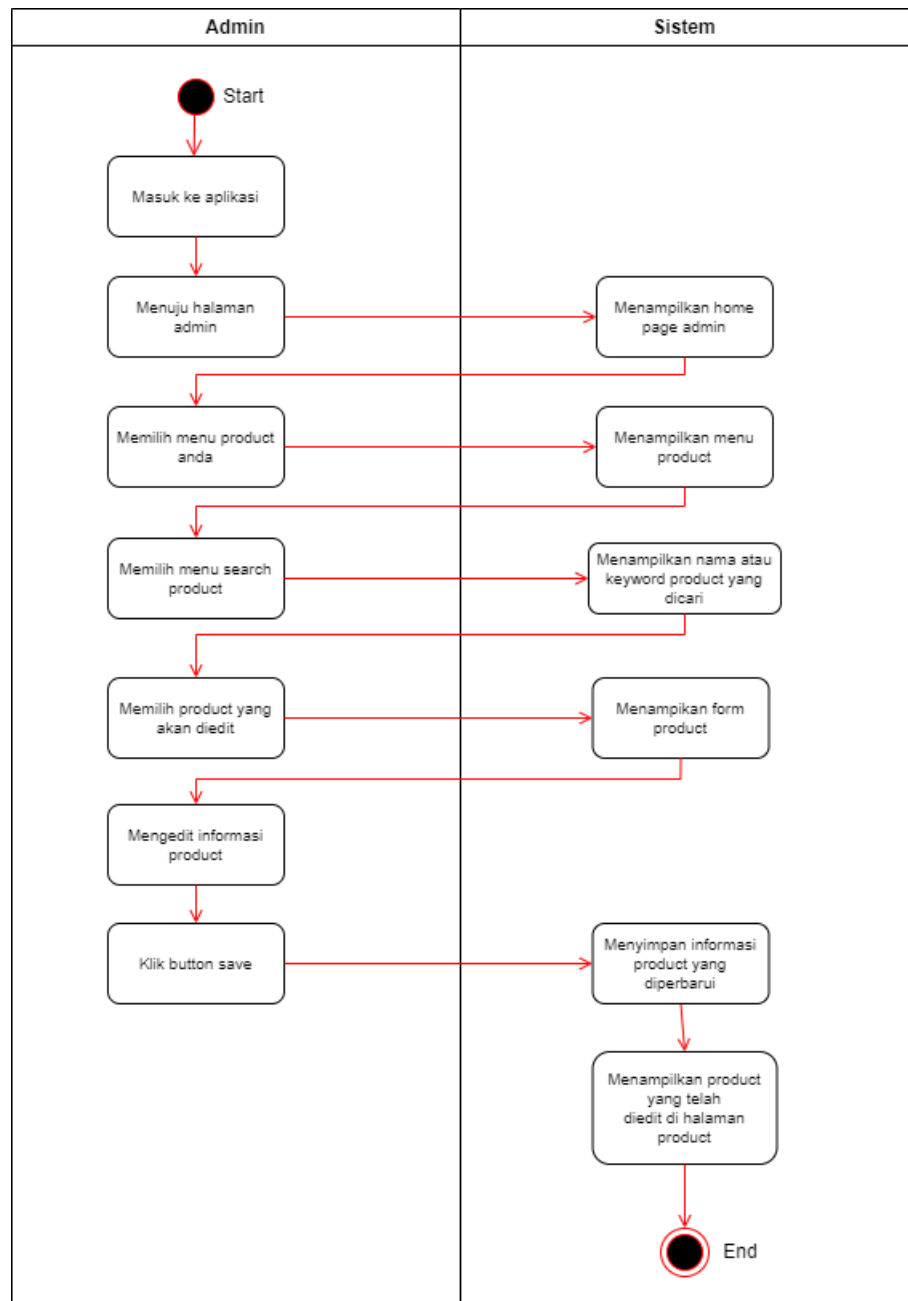 Admin
Sistem
Start
Masuk ke aplikasi
Menuju halaman
admin
Menampilkan home
page admin
Memilih menu product
anda
Menampilkan menu
product
Memilih menu search
product
Menampilkan nama atau
keyword product yang
dicari
Memilih product yang
akan diedit
Menampikan form
product
Mengedit informasi
product
Klik button save
Menyimpan informasi
product yang
diperbarui
Menampilkan product
yang telah
diedit di halaman
product
End